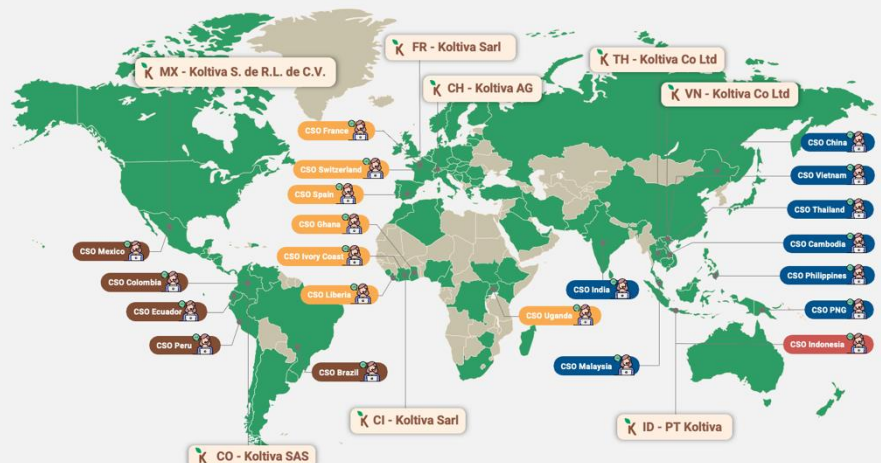 FR - Koltiva Sarl
TH - Koltiva Co Ltd
MX - Koltiva S. de R.L. de C.V.
CH - Koltiva AG
VN - Koltiva Co Ltd
CSO France
CSO China
CSO Switzerland
CSO Vietnam
CSO Spain
CSO Thailand
CSO Ghana
CSO Mexico
CSO Cambodia
CSO Ivory Coast
CSO Colombia
CSO Philippines
CSO Liberia
CSO India
CSO Ecuador
CSO Uganda
CSO PNG
CSO Peru
CSO Indonesia
CSO Brazil
CSO Malaysia
CI - Koltiva Sarl
ID - PT Koltiva
CO - Koltiva SAS